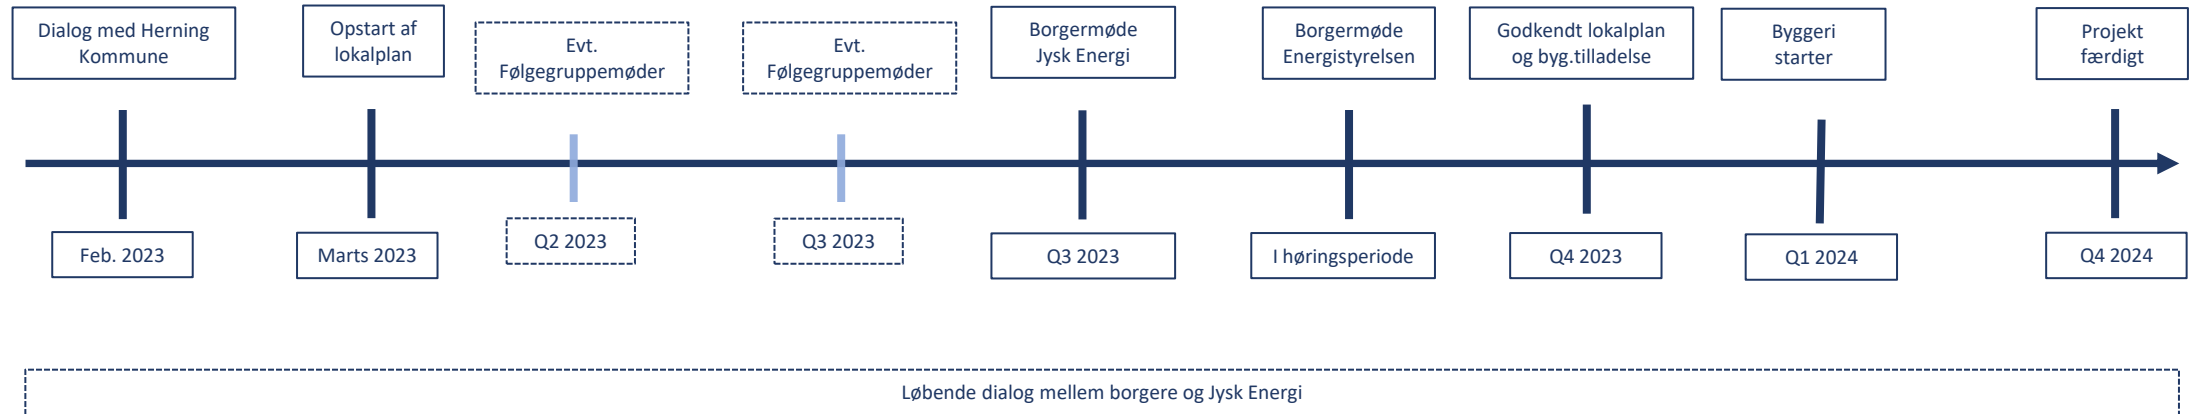 Dialog med Herning
Kommune
Opstart af
lokalplan
Evt.
Følgegruppemøder
Evt.
Følgegruppemøder
Borgermøde
Jysk Energi
Borgermøde
Energistyrelsen
Godkendt lokalplan
og byg.tilladelse
Byggeri
starter
Projekt
færdigt
Feb. 2023
Marts 2023
Q2 2023
Q3 2023
Q3 2023
I høringsperiode
Q4 2023
Q1 2024
Q4 2024
Løbende dialog mellem borgere og Jysk Energi